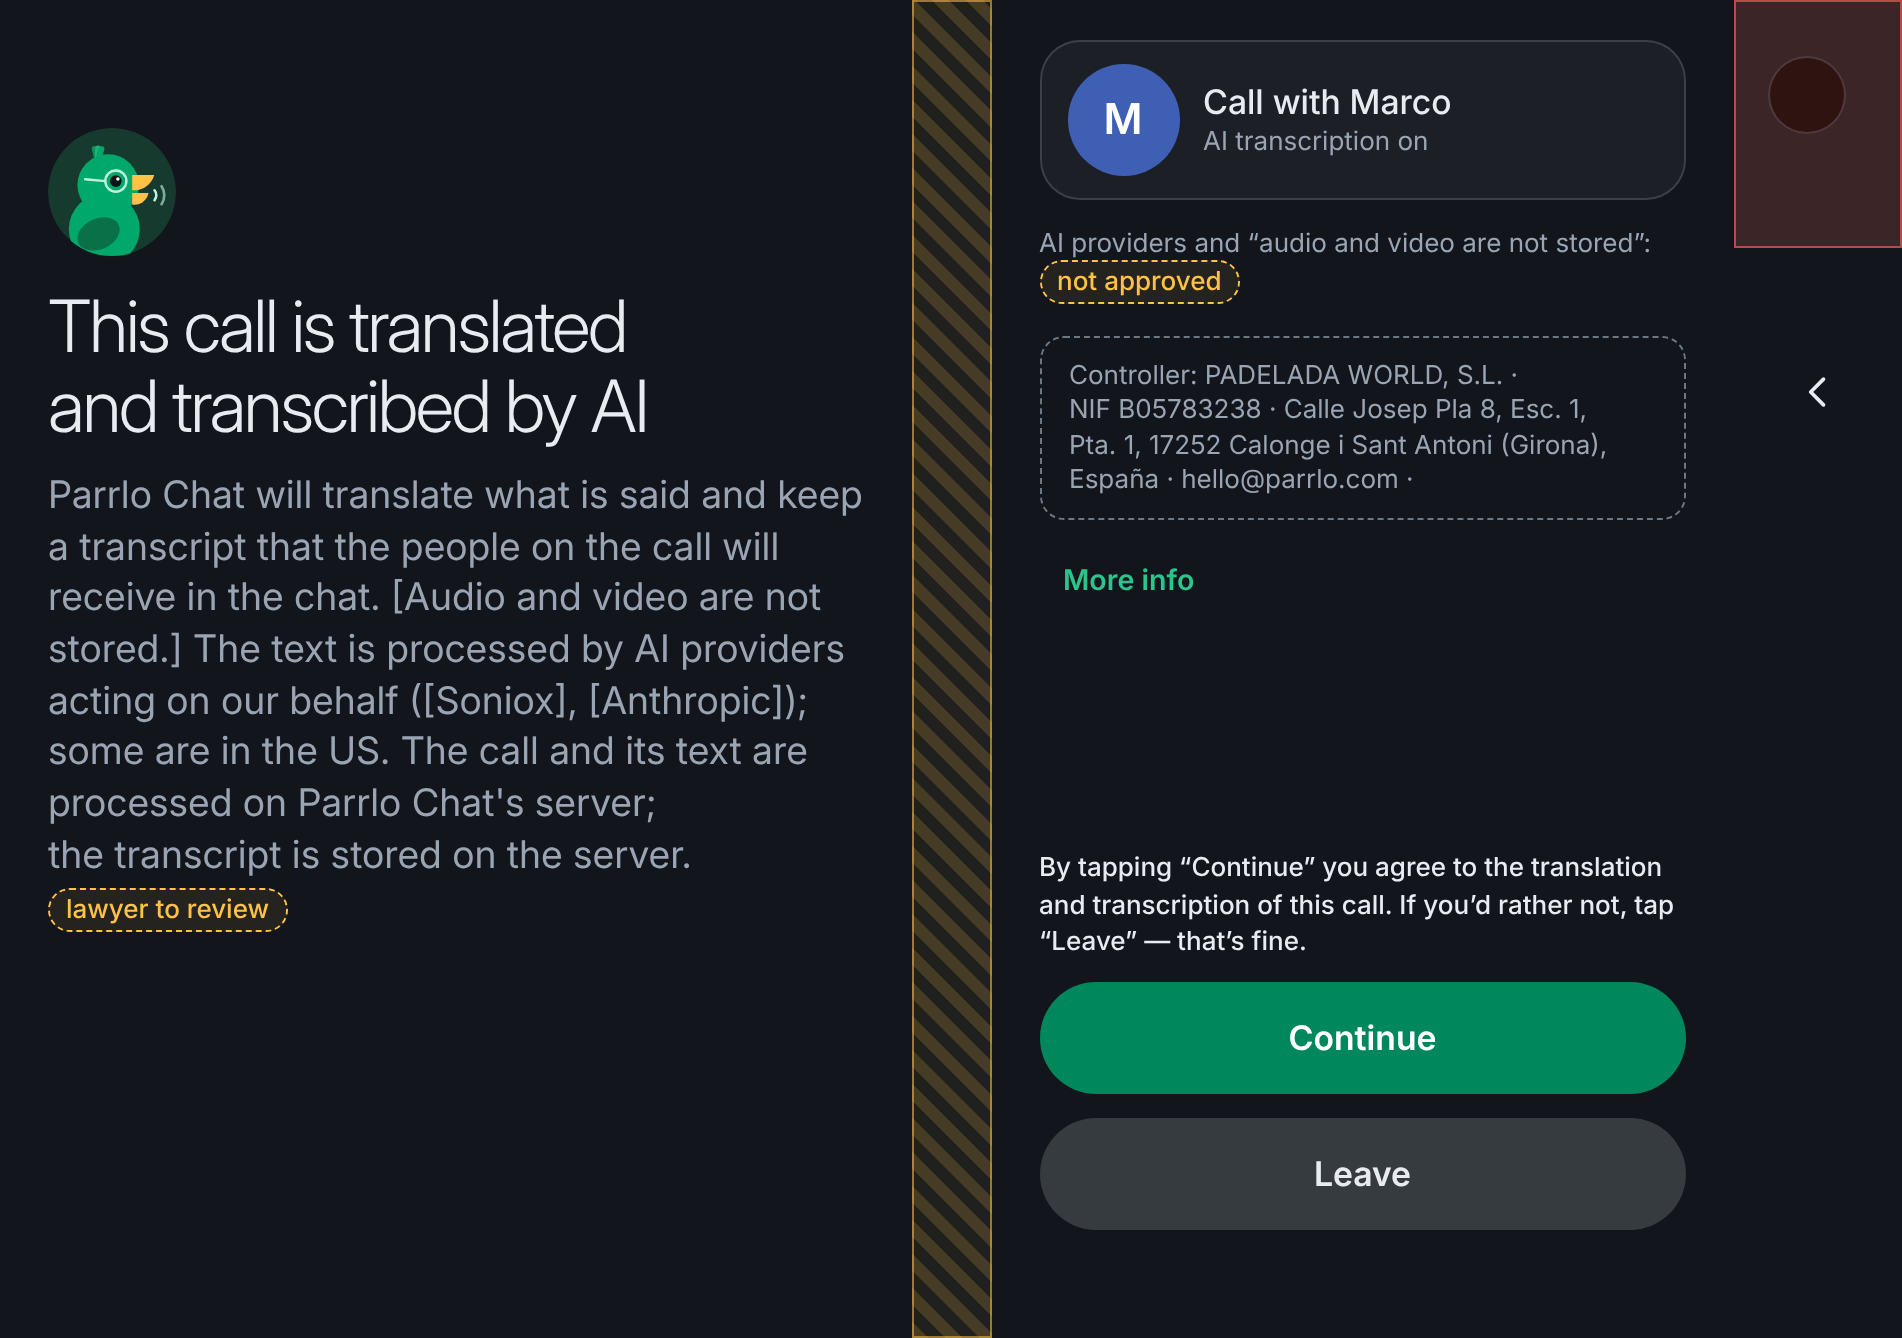 This call is translated
and transcribed by AI
Parrlo Chat will translate what is said and keep
a transcript that the people on the call will
receive in the chat. [Audio and video are not
stored.] The text is processed by AI providers
acting on our behalf ([Soniox], [Anthropic]);
some are in the US. The call and its text are
processed on Parrlo Chat's server;
the transcript is stored on the server.
lawyer to review
M
Call with Marco
AI transcription on
AI providers and “audio and video are not stored”:
not approved
Controller: PADELADA WORLD, S.L. ·
NIF B05783238 · Calle Josep Pla 8, Esc. 1,
Pta. 1, 17252 Calonge i Sant Antoni (Girona),
España · hello@parrlo.com ·
More info
By tapping “Continue” you agree to the translation
and transcription of this call. If you’d rather not, tap
“Leave” — that’s fine.
Continue
Leave